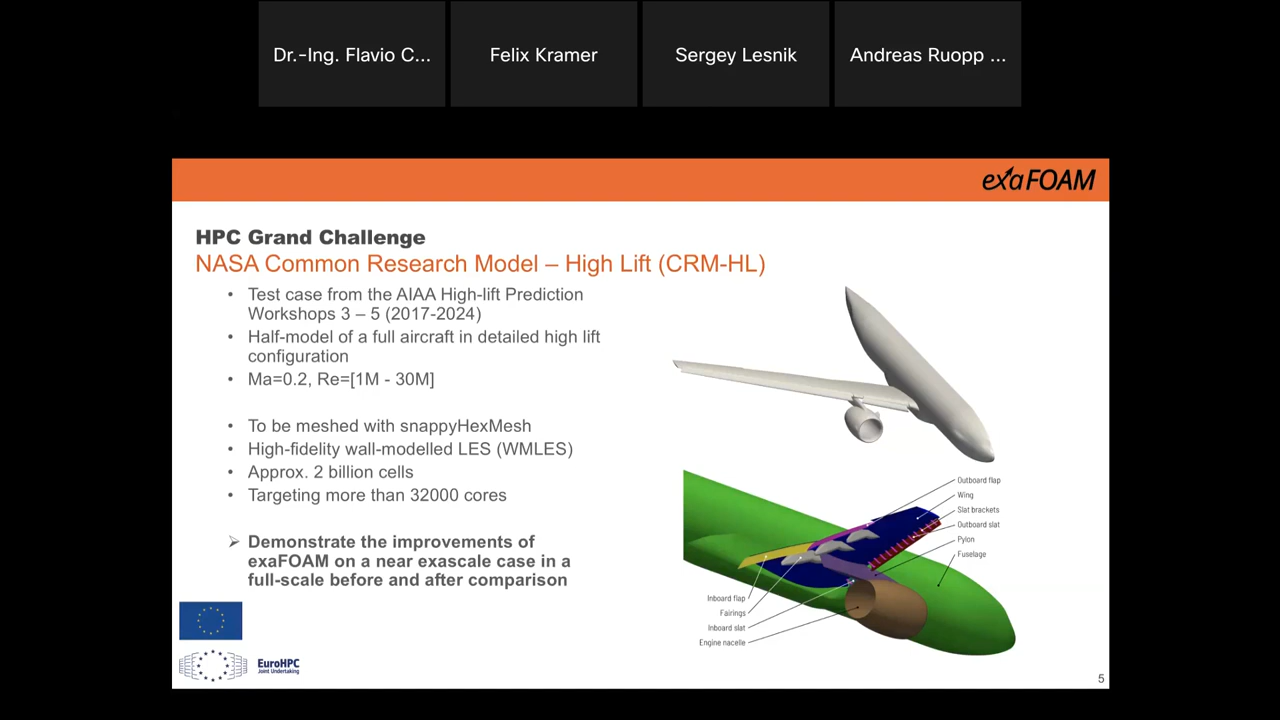 Dr.-Ing. Flavio C...
Felix Kramer
Sergey Lesnik
Andreas Ruopp ...
exaFOAM
HPC Grand Challenge
NASA Common Research Model – High Lift (CRM-HL)
• Test case from the AIAA High-lift Prediction
Workshops 3 – 5 (2017-2024)
• Half-model of a full aircraft in detailed high lift
configuration
• Ma=0.2, Re=[1M - 30M]
• To be meshed with snappyHexMesh
• High-fidelity wall-modelled LES (WMLES)
• Approx. 2 billion cells
• Targeting more than 32000 cores
➢ Demonstrate the improvements of
exaFOAM on a near exascale case in a
full-scale before and after comparison
Outboard flap
Wing
Slat brackets
Outboard slat
Pylon
Fuselage
Inboard flap
Fairings
Inboard slat
Engine nacelle
EuroHPC
Joint Undertaking
5